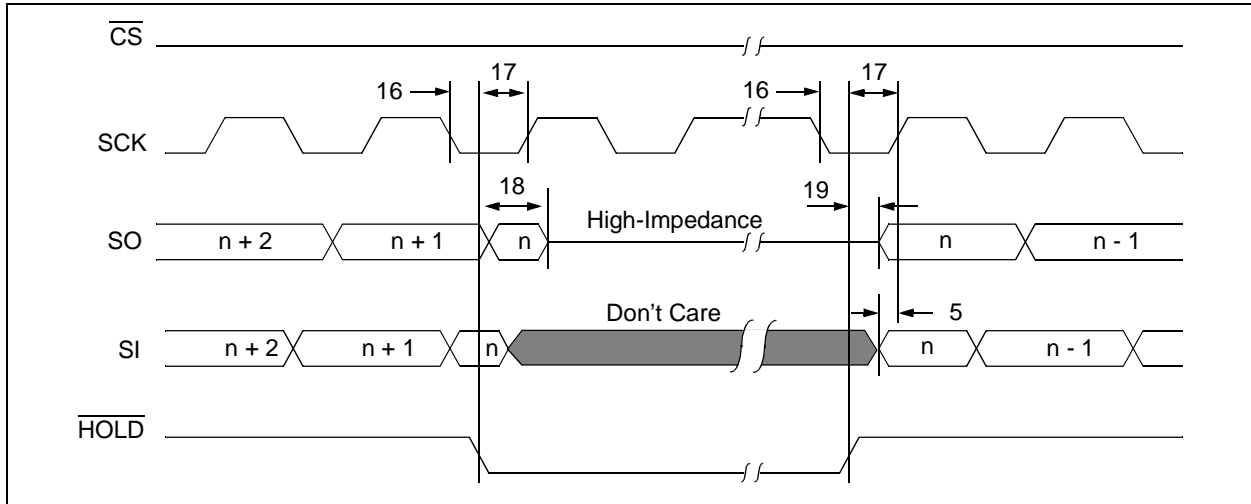 CS
17 17
16 16
SCK
18 19
High-Impedance
SO n + 2 n + 1 n n n - 1
Don't Care 5
SI n + 2 n + 1 n n n - 1
HOLD